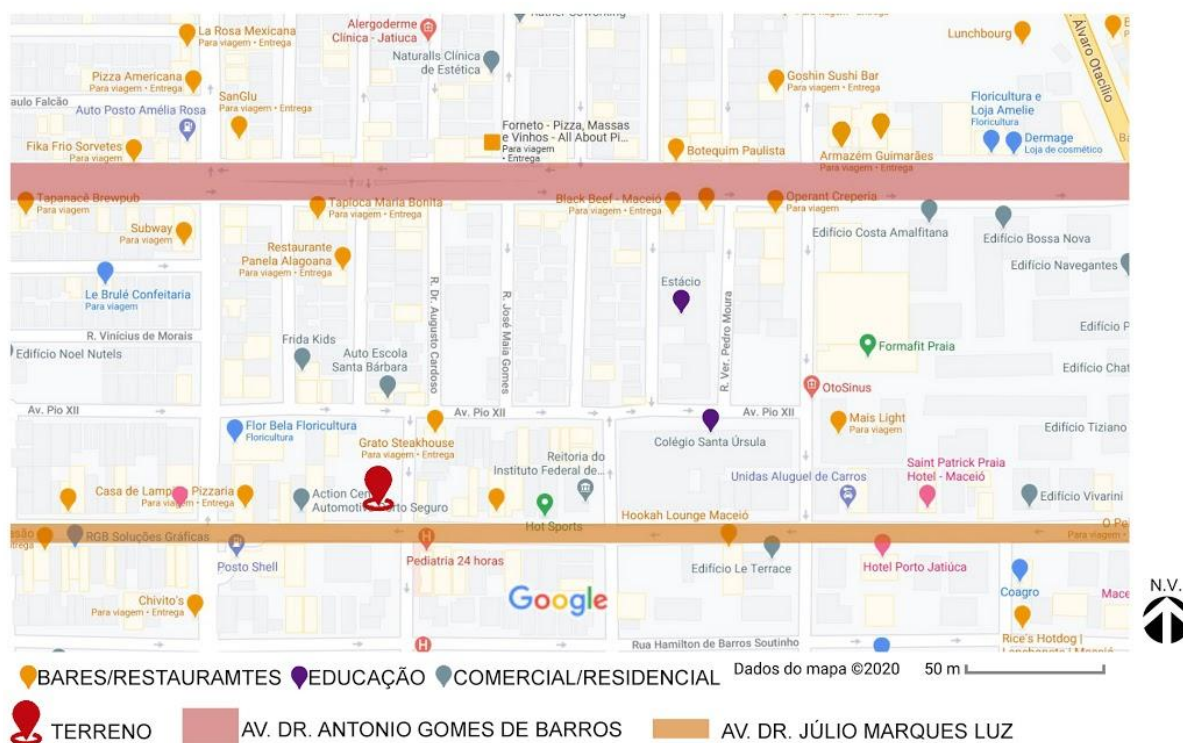 La Rosa Mexicana
Para viagem • Entrega
Alergoderme
Clínica - Jatiuca
Naturalls Clínica
de Estética
Lunchbourg
Álvaro Otacílio
Pizza Americana
Para viagem • Entrega
aulo Falcão
SanGlu
Para viagem • Entrega
Auto Posto Amélia Rosa
Goshin Sushi Bar
Para viagem • Entrega
Floricultura e
Loja Amelie
Floricultura
Forneto - Pizza, Massas
e Vinhos - All About Pi...
Para viagem
• Entrega
Fika Frio Sorvetes
Para viagem
Botequim Paulista
Armazém Guimarães
Para viagem • Entrega
Dermage
Loja de cosmético
Tapanacê Brewpub
Para viagem
Tapioca Maria Bonita
Para viagem • Entrega
Black Beef - Maceió
Para viagem • Entrega
Operant Creperia
Para viagem
Subway
Para viagem
Restaurante
Panela Alagoana
Para viagem • Entrega
Edifício Costa Amalfitana
Edifício Bossa Nova
Edifício Navegantes
Le Brulé Confeitaria
Para viagem
R. Dr. Augusto Cardoso
R. José Maia Gomes
Estácio
R. Ver. Pedro Moura
R. Vinícius de Morais
Edifício Noel Nutels
Frida Kids
Auto Escola
Santa Bárbara
Formafit Praia
Edifício P
Edifício Chat
OtoSinus
Av. Pio XII
Av. Pio XII
Mais Light
Para viagem
Edifício Tiziano
Flor Bela Floricultura
Floricultura
Grato Steakhouse
Para viagem • Entrega
Colégio Santa Úrsula
Reitoria do
Instituto Federal de...
Unidas Aluguel de Carros
Saint Patrick Praia
Hotel - Maceió
Casa de Lamp Pizzaria
Para viagem • Entrega
Action Cen
Automotivo Porto Seguro
Hot Sports
Edifício Vivarini
Hookah Lounge Maceió
RGB Soluções Gráficas
Posto Shell
Pediatria 24 horas
Edifício Le Terrace
Hotel Porto Jatiúca
Coagro
Chivito's
Para viagem • Entrega
Google
Rua Hamilton de Barros Soutinho
Rice's Hotdog |
N.V.
BARES/RESTAURAMTES EDUCAÇÃO COMERCIAL/RESIDENCIAL Dados do mapa ©2020 50 m
TERRENO AV. DR. ANTONIO GOMES DE BARROS AV. DR. JÚLIO MARQUES LUZ